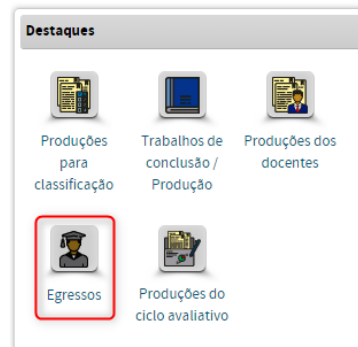 Destaques
Produções
para
classificação
Trabalhos de
conclusão /
Produção
Produções dos
docentes
Egressos
Produções do
ciclo avaliativo